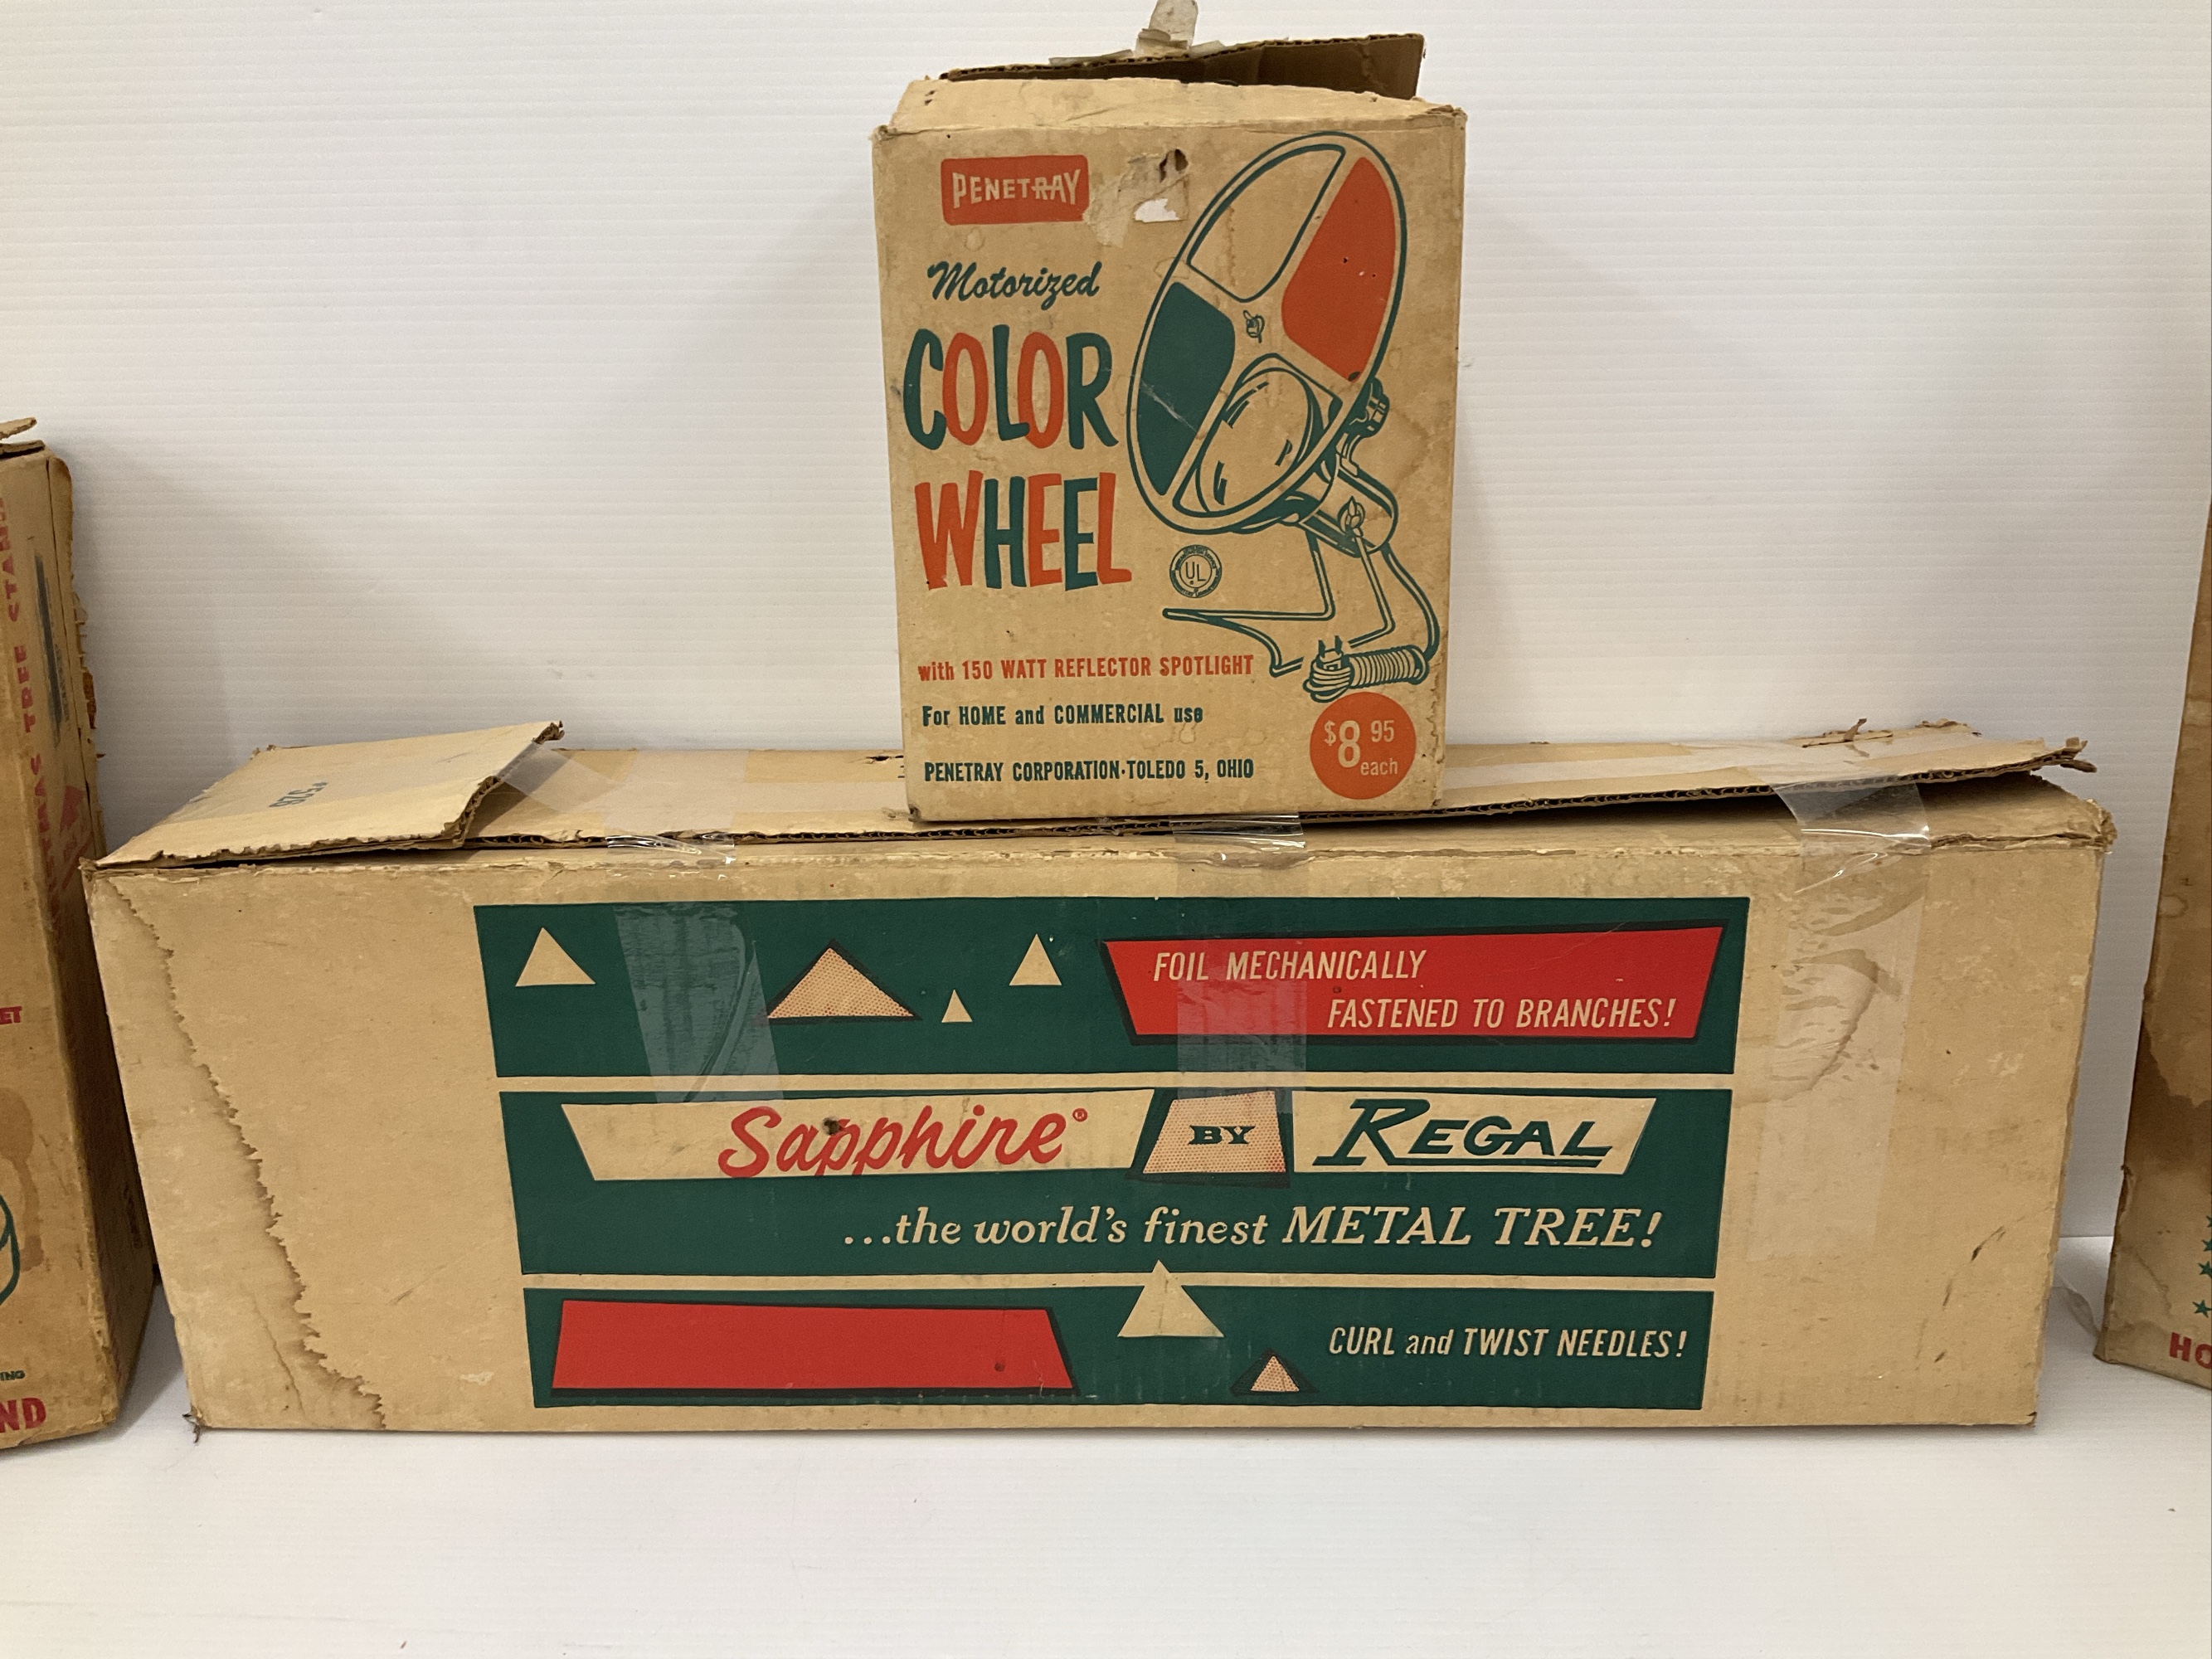 PENETRAY
Motorized
COLOR
WHEEL
UL
with 150 WATT REFLECTOR SPOTLIGHT
For HOME and COMMERCIAL use
PENETRAY CORPORATION·TOLEDO 5, OHIO
$8 95
each
FOIL MECHANICALLY
FASTENED TO BRANCHES!
Sapphire® BY REGAL
...the world's finest METAL TREE!
CURL and TWIST NEEDLES!
TREE